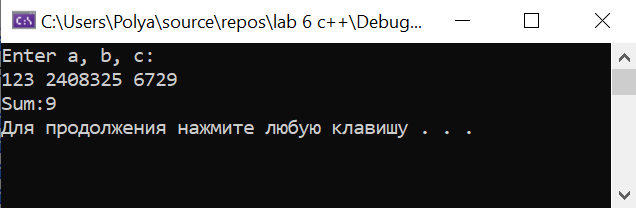 C:\Users\Polya\source\repos\lab 6 c++\Debug...
Enter a, b, c:
123 2408325 6729
Sum:9
Для продолжения нажмите любую клавишу . . .